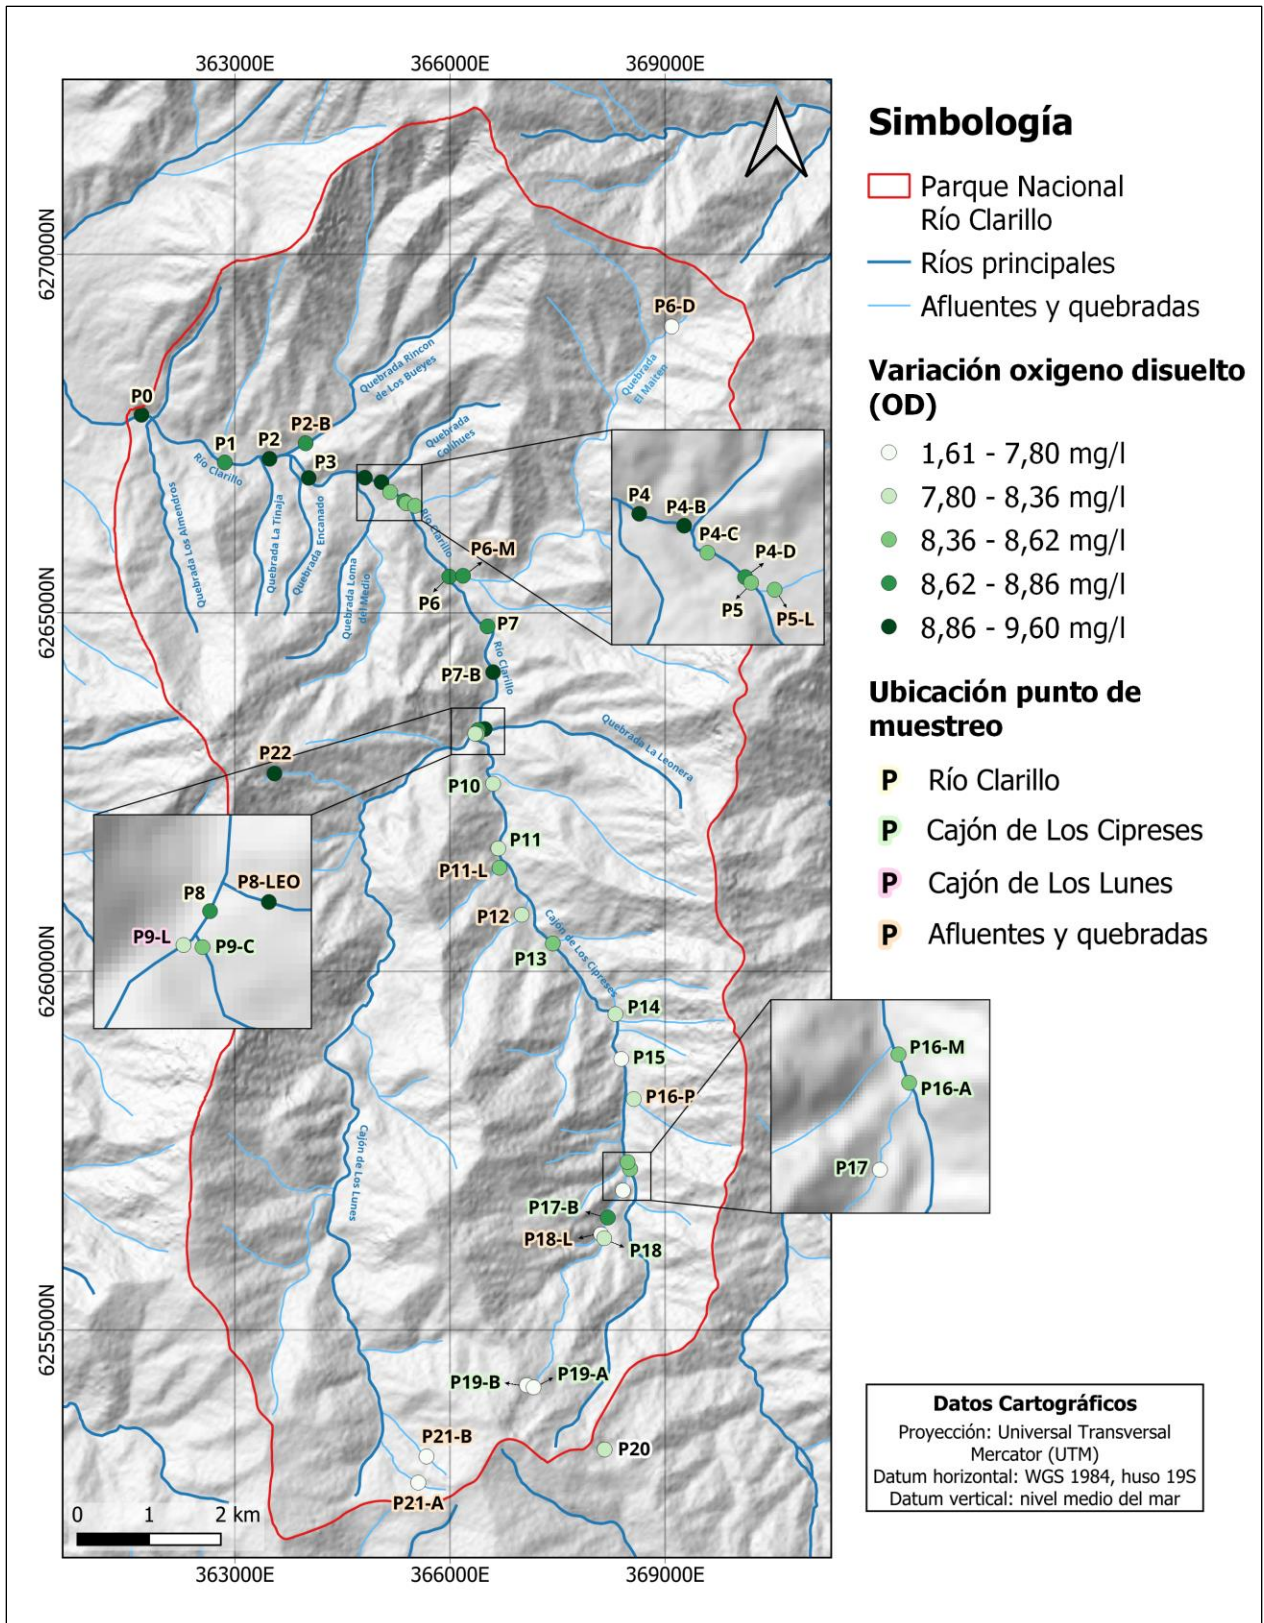 363000E
366000E
369000E
6270000N
6265000N
6260000N
6255000N
P6-D
Quebrada
El Maiten
Quebrada Rincon
de Los Bueyes
P0
P1
P2
P2-B
P3
Río Clarillo
Quebrada
Colihues
Quebrada Los Almendros
Quebrada La Tinaja
Quebrada Encanado
Quebrada Loma
del Medio
Río Clarillo
P6-M
P6
P4
P4-B
P4-C
P4-D
P5
P5-L
P7
P7-B
Río Clarillo
Quebrada La Leonera
P22
P10
P8
P8-LEO
P9-L
P9-C
P11
P11-L
P12
P13
Cajón de Los Cipreses
P14
P15
P16-P
P16-M
P16-A
P17
Cajón de Los Lunes
P17-B
P18-L
P18
P19-B
P19-A
P21-B
P20
P21-A
0 1 2 km
363000E
366000E
369000E
Simbología
Parque Nacional
Río Clarillo
Ríos principales
Afluentes y quebradas
Variación oxigeno disuelto
(OD)
1,61 - 7,80 mg/l
7,80 - 8,36 mg/l
8,36 - 8,62 mg/l
8,62 - 8,86 mg/l
8,86 - 9,60 mg/l
Ubicación punto de
muestreo
P Río Clarillo
P Cajón de Los Cipreses
P Cajón de Los Lunes
P Afluentes y quebradas
Datos Cartográficos
Proyección: Universal Transversal
Mercator (UTM)
Datum horizontal: WGS 1984, huso 19S
Datum vertical: nivel medio del mar